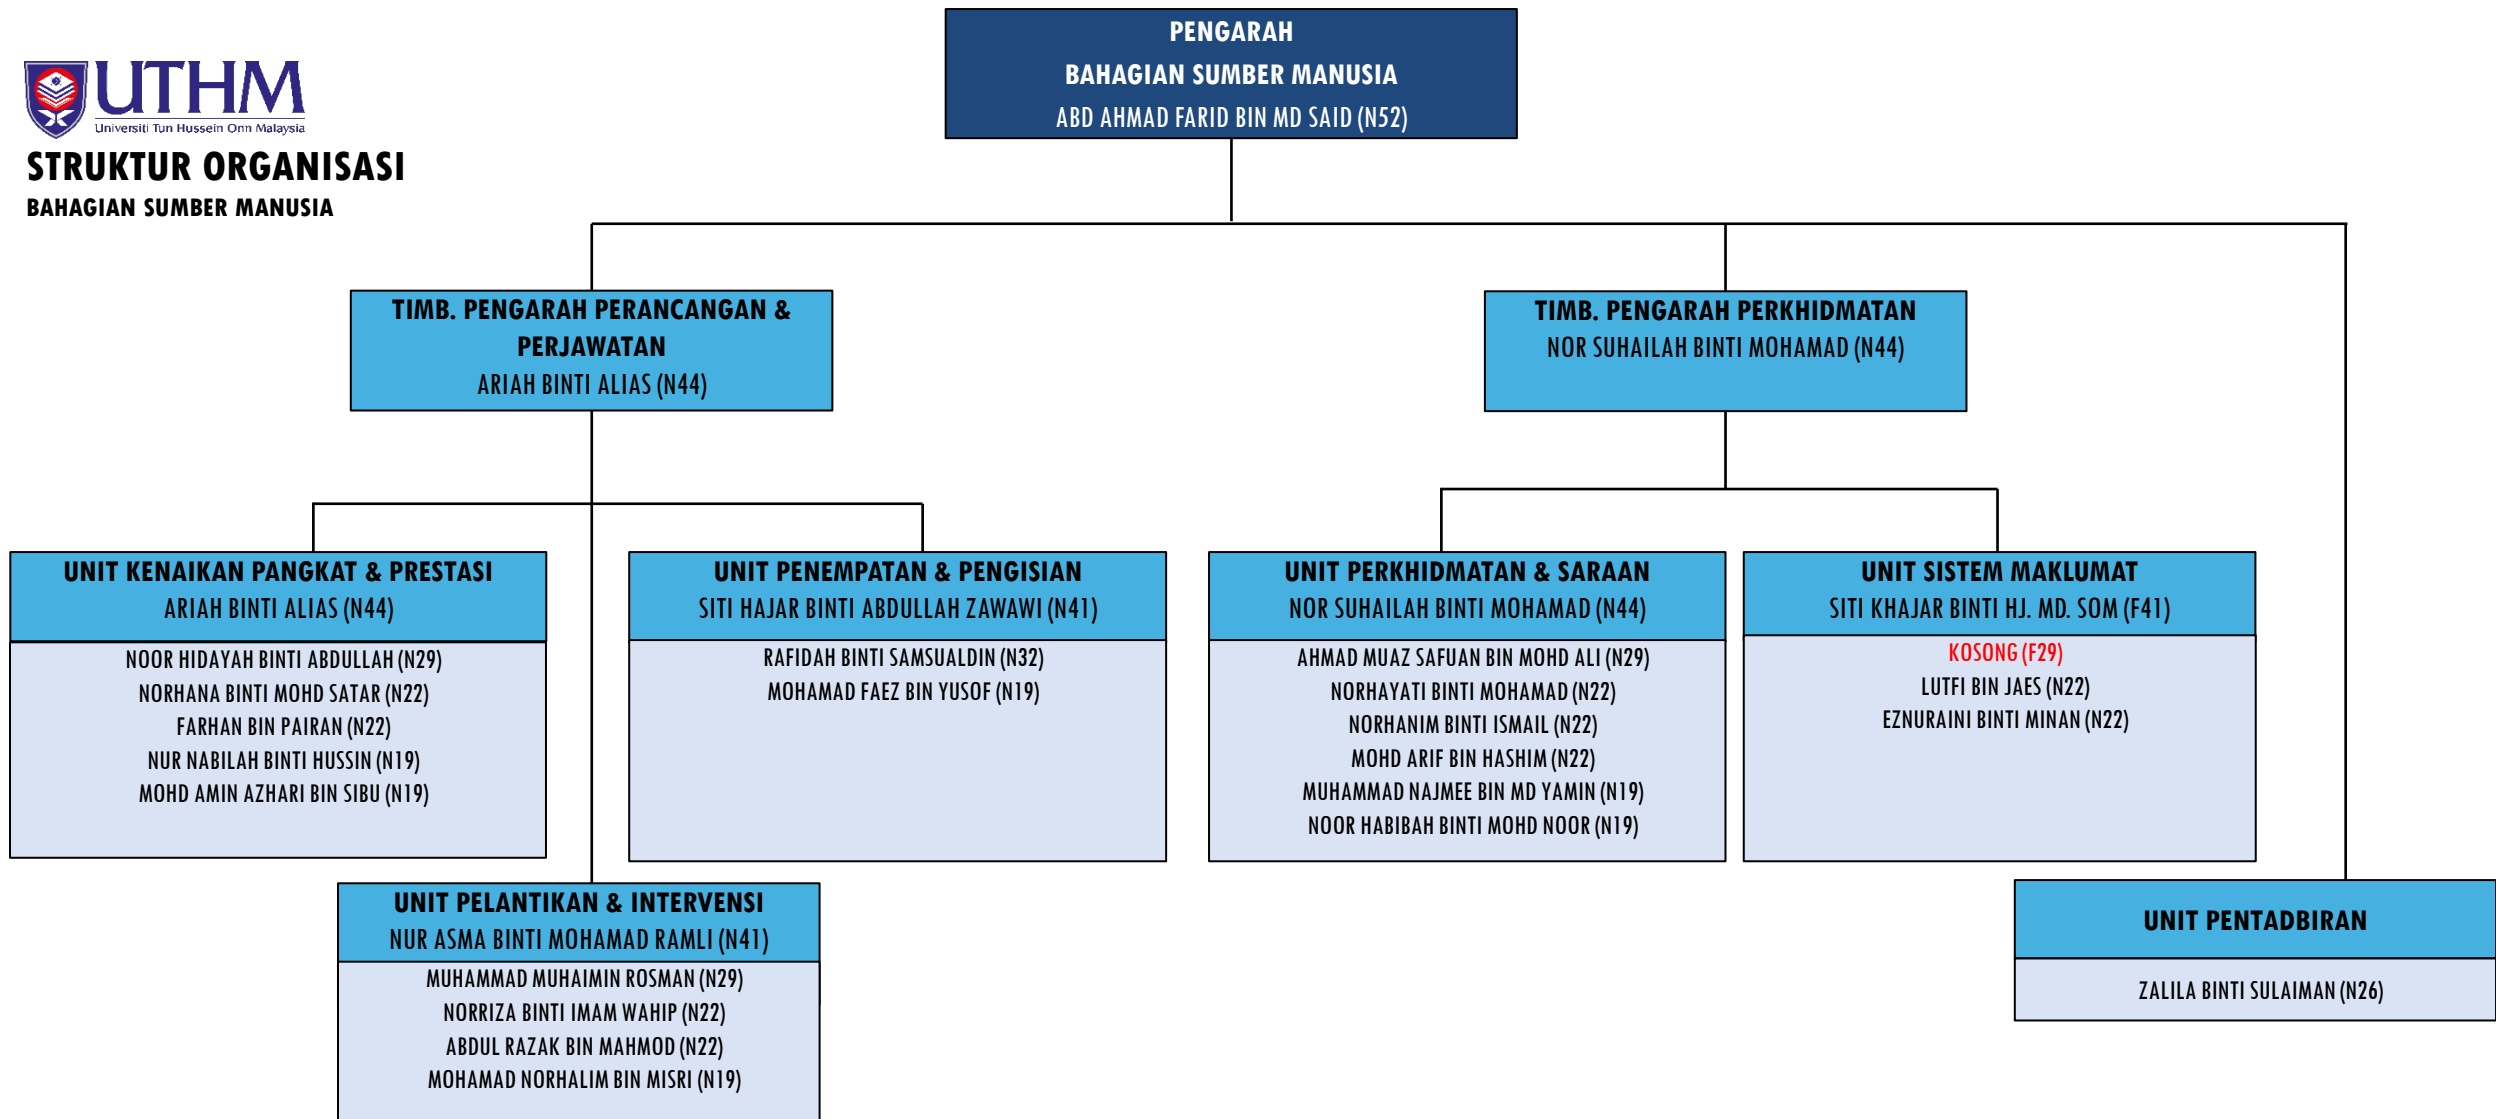 UTHM
Universiti Tun Hussein Onn Malaysia
STRUKTUR ORGANISASI
BAHAGIAN SUMBER MANUSIA
PENGARAH
BAHAGIAN SUMBER MANUSIA
ABD AHMAD FARID BIN MD SAID (N52)
TIMB. PENGARAH PERANCANGAN &
PERJAWATAN
ARIAH BINTI ALIAS (N44)
TIMB. PENGARAH PERKHIDMATAN
NOR SUHAILAH BINTI MOHAMAD (N44)
UNIT KENAIKAN PANGKAT & PRESTASI
ARIAH BINTI ALIAS (N44)
NOOR HIDAYAH BINTI ABDULLAH (N29)
NORHANA BINTI MOHD SATAR (N22)
FARHAN BIN PAIRAN (N22)
NUR NABILAH BINTI HUSSIN (N19)
MOHD AMIN AZHARI BIN SIBU (N19)
UNIT PENEMPATAN & PENGISIAN
SITI HAJAR BINTI ABDULLAH ZAWAWI (N41)
RAFIDAH BINTI SAMSUALDIN (N32)
MOHAMAD FAEZ BIN YUSOF (N19)
UNIT PERKHIDMATAN & SARAAN
NOR SUHAILAH BINTI MOHAMAD (N44)
AHMAD MUAZ SAFUAN BIN MOHD ALI (N29)
NORHAYATI BINTI MOHAMAD (N22)
NORHANIM BINTI ISMAIL (N22)
MOHD ARIF BIN HASHIM (N22)
MUHAMMAD NAJMEE BIN MD YAMIN (N19)
NOOR HABIBAH BINTI MOHD NOOR (N19)
UNIT SISTEM MAKLUMAT
SITI KHAJAR BINTI HJ. MD. SOM (F41)
KOSONG (F29)
LUTFI BIN JAES (N22)
EZNURAINI BINTI MINAN (N22)
UNIT PELANTIKAN & INTERVENSI
NUR ASMA BINTI MOHAMAD RAMLI (N41)
MUHAMMAD MUHAIMIN ROSMAN (N29)
NORRIZA BINTI IMAM WAHIP (N22)
ABDUL RAZAK BIN MAHMOD (N22)
MOHAMAD NORHALIM BIN MISRI (N19)
UNIT PENTADBIRAN
ZALILA BINTI SULAIMAN (N26)